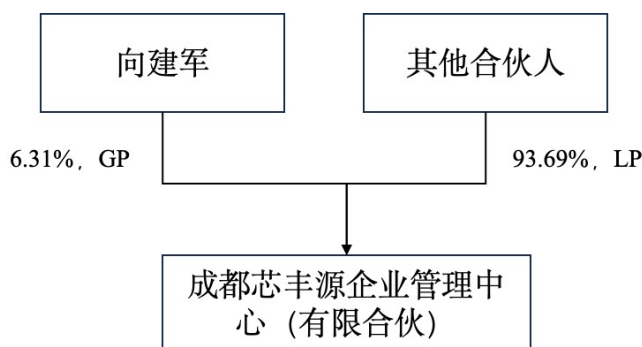 向建军
其他合伙人
6.31%，GP
93.69%，LP
成都芯丰源企业管理中
心（有限合伙）